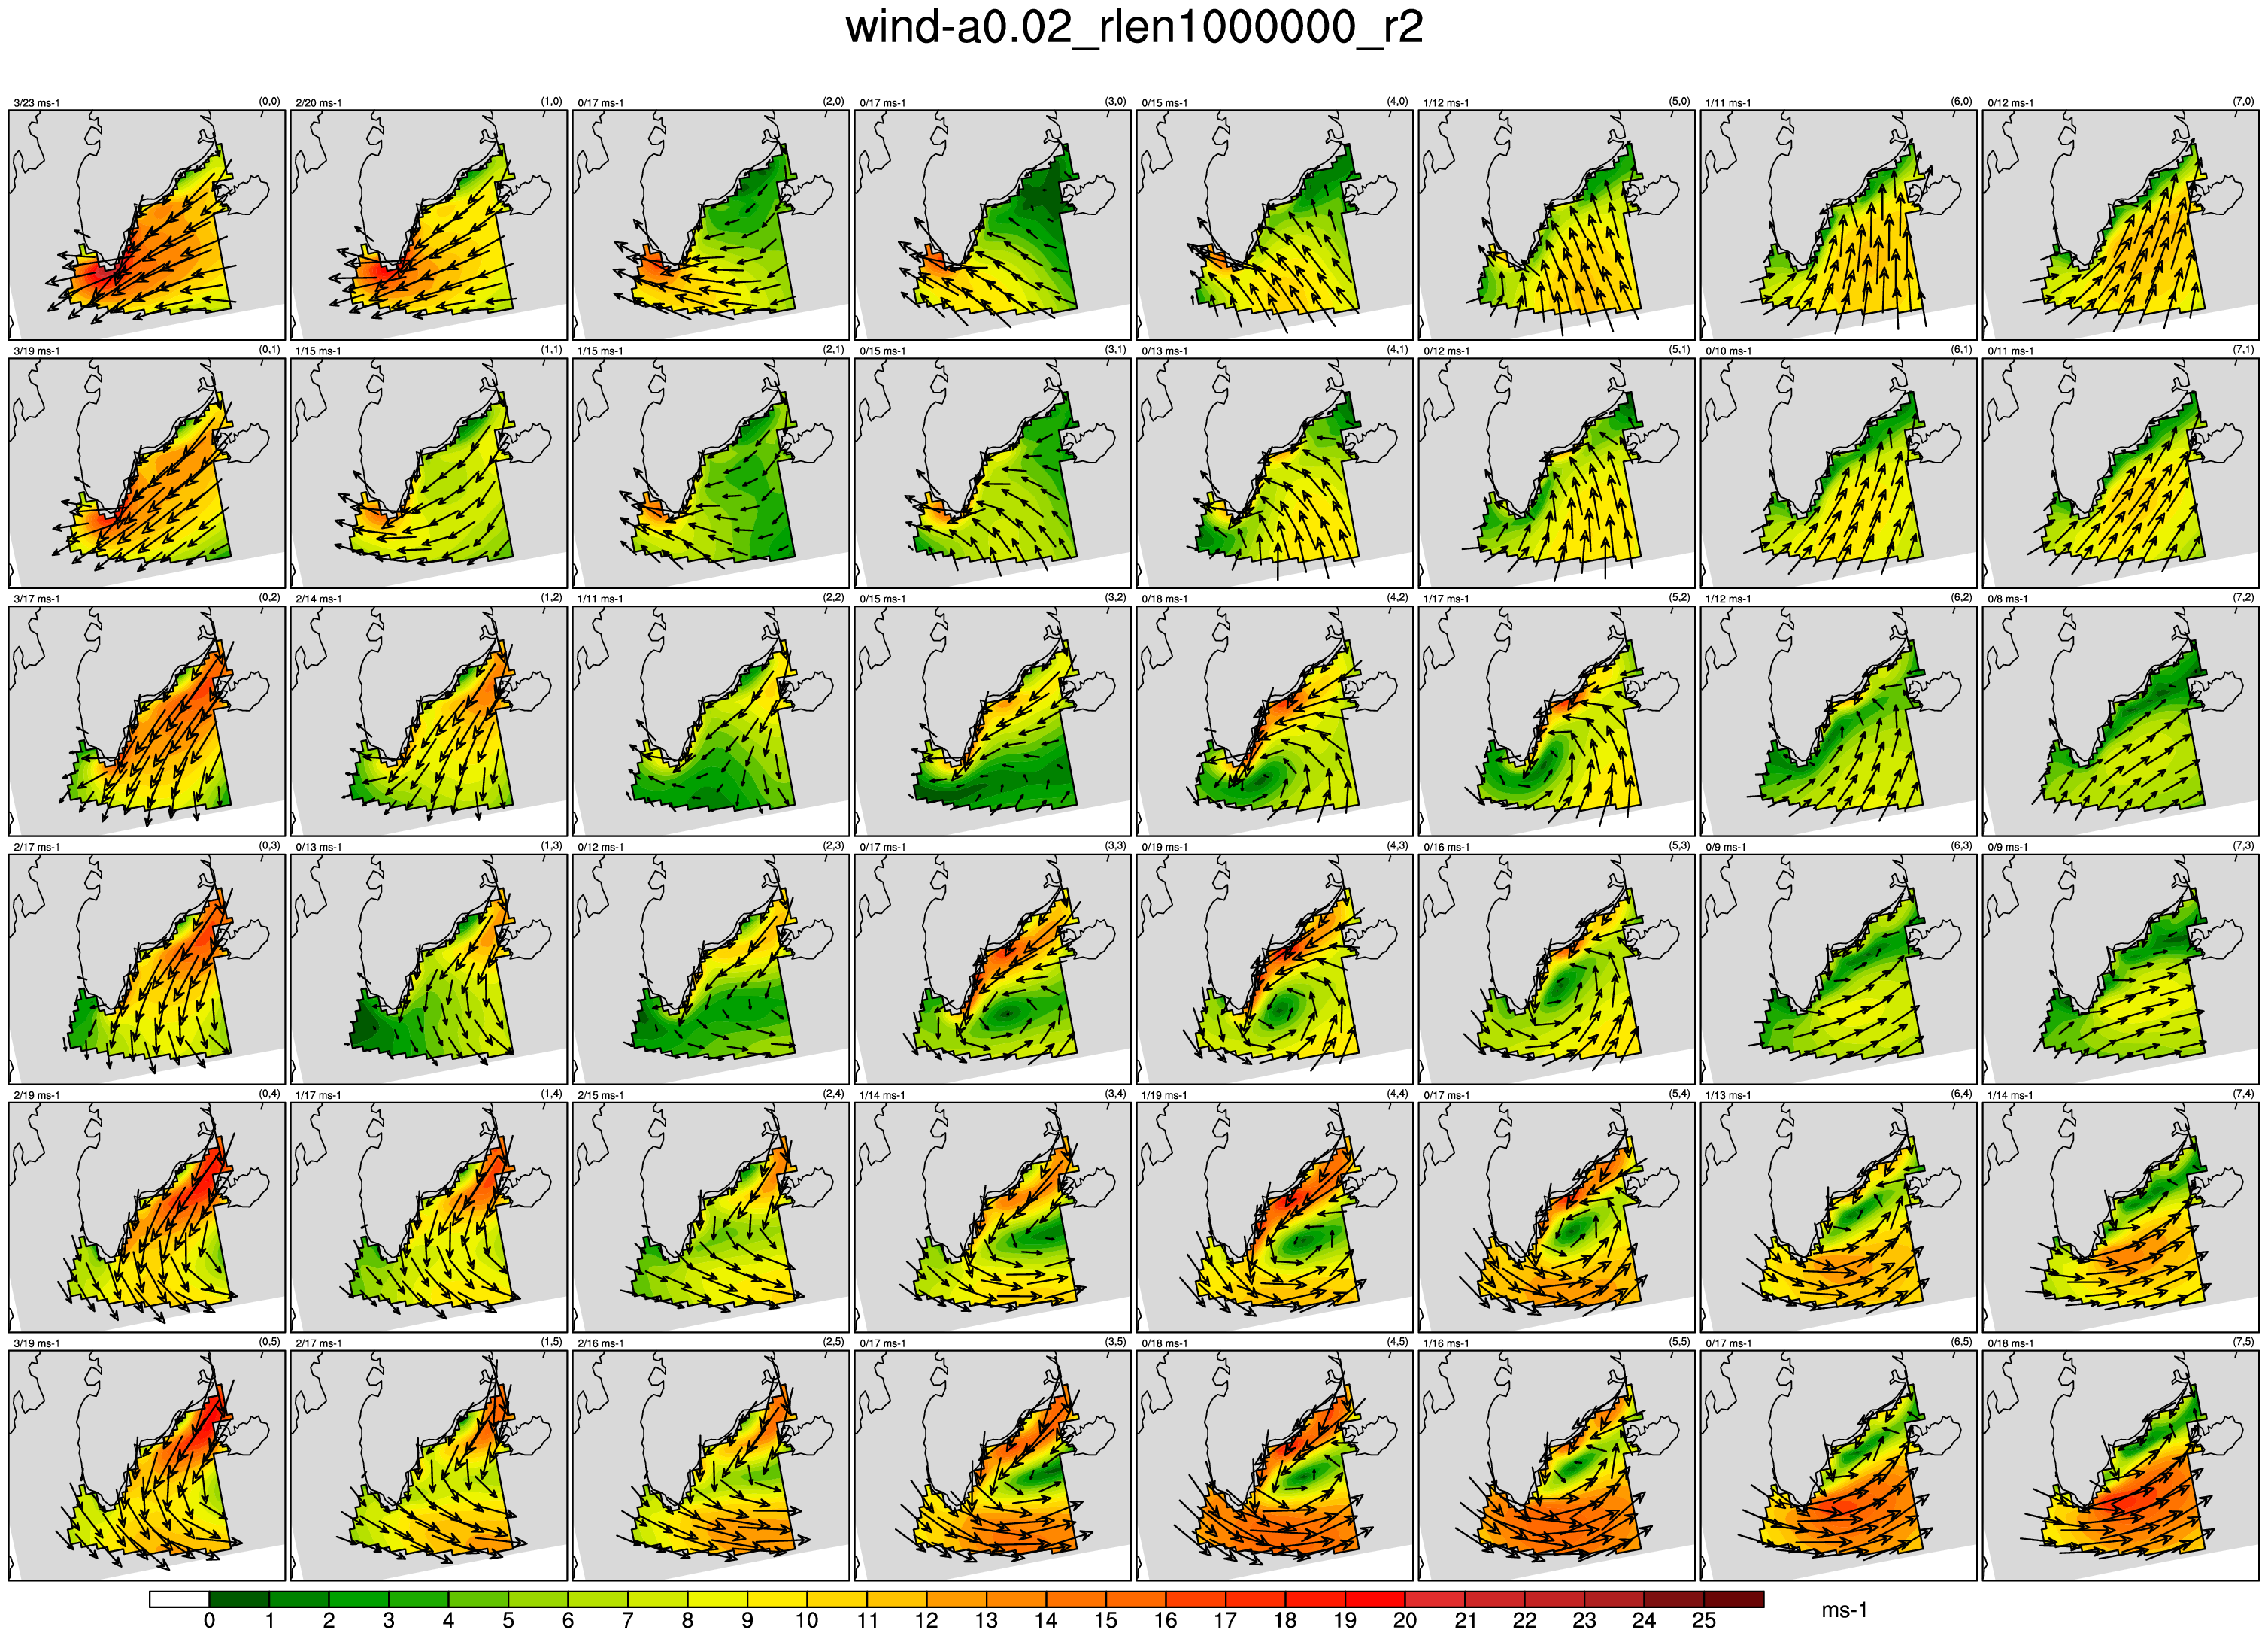 wind-a0.02_rlen1000000_r2
3/23 ms-1 (0,0) 2/20 ms-1 (1,0) 0/17 ms-1 (2,0) 0/17 ms-1 (3,0) 0/15 ms-1 (4,0) 1/12 ms-1 (5,0) 1/11 ms-1 (6,0) 0/12 ms-1 (7,0)
3/19 ms-1 (0,1) 1/15 ms-1 (1,1) 1/15 ms-1 (2,1) 0/15 ms-1 (3,1) 0/13 ms-1 (4,1) 0/12 ms-1 (5,1) 0/10 ms-1 (6,1) 0/11 ms-1 (7,1)
3/17 ms-1 (0,2) 2/14 ms-1 (1,2) 1/11 ms-1 (2,2) 0/15 ms-1 (3,2) 0/18 ms-1 (4,2) 1/17 ms-1 (5,2) 1/12 ms-1 (6,2) 0/8 ms-1 (7,2)
2/17 ms-1 (0,3) 0/13 ms-1 (1,3) 0/12 ms-1 (2,3) 0/17 ms-1 (3,3) 0/19 ms-1 (4,3) 0/16 ms-1 (5,3) 0/9 ms-1 (6,3) 0/9 ms-1 (7,3)
2/19 ms-1 (0,4) 1/17 ms-1 (1,4) 2/15 ms-1 (2,4) 1/14 ms-1 (3,4) 1/19 ms-1 (4,4) 0/17 ms-1 (5,4) 1/13 ms-1 (6,4) 1/14 ms-1 (7,4)
3/19 ms-1 (0,5) 2/17 ms-1 (1,5) 2/16 ms-1 (2,5) 0/17 ms-1 (3,5) 0/18 ms-1 (4,5) 1/16 ms-1 (5,5) 0/17 ms-1 (6,5) 0/18 ms-1 (7,5)
0 1 2 3 4 5 6 7 8 9 10 11 12 13 14 15 16 17 18 19 20 21 22 23 24 25 ms-1